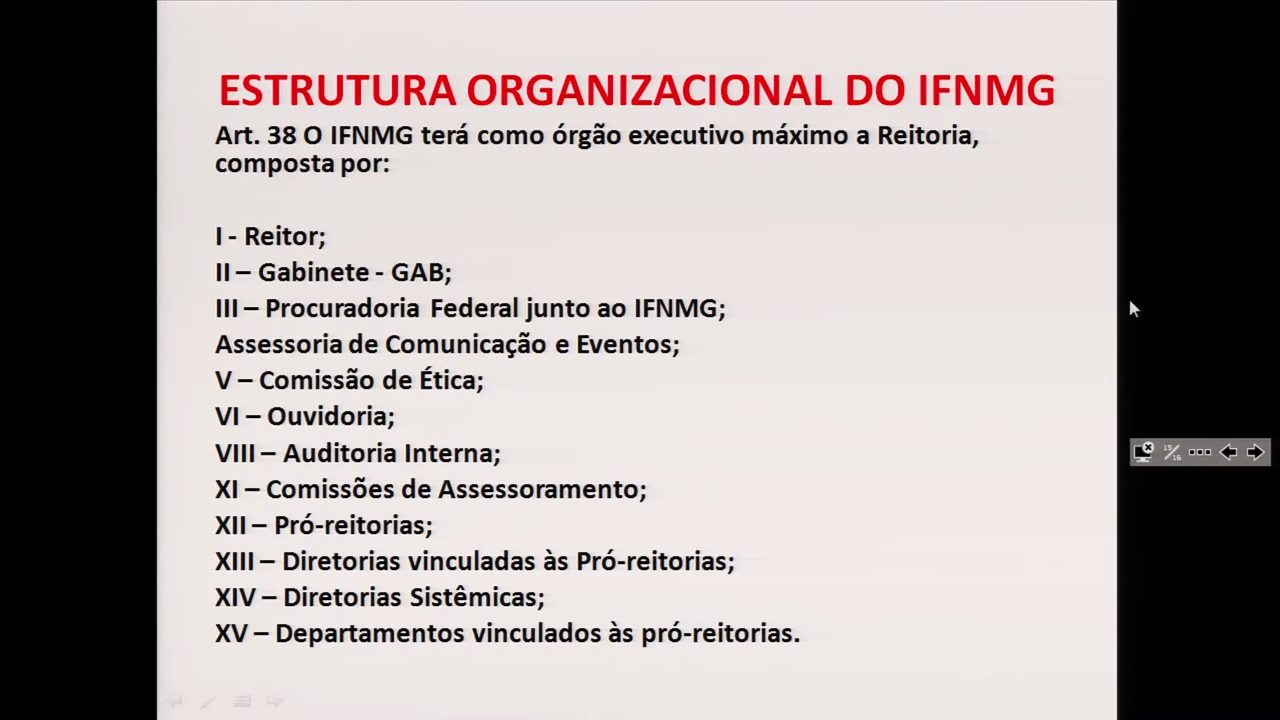 ESTRUTURA ORGANIZACIONAL DO IFNMG
Art. 38 O IFNMG terá como órgão executivo máximo a Reitoria,
composta por:
I - Reitor;
II – Gabinete - GAB;
III – Procuradoria Federal junto ao IFNMG;
Assessoria de Comunicação e Eventos;
V – Comissão de Ética;
VI – Ouvidoria;
VIII – Auditoria Interna;
XI – Comissões de Assessoramento;
XII – Pró-reitorias;
XIII – Diretorias vinculadas às Pró-reitorias;
XIV – Diretorias Sistêmicas;
XV – Departamentos vinculados às pró-reitorias.
15/16